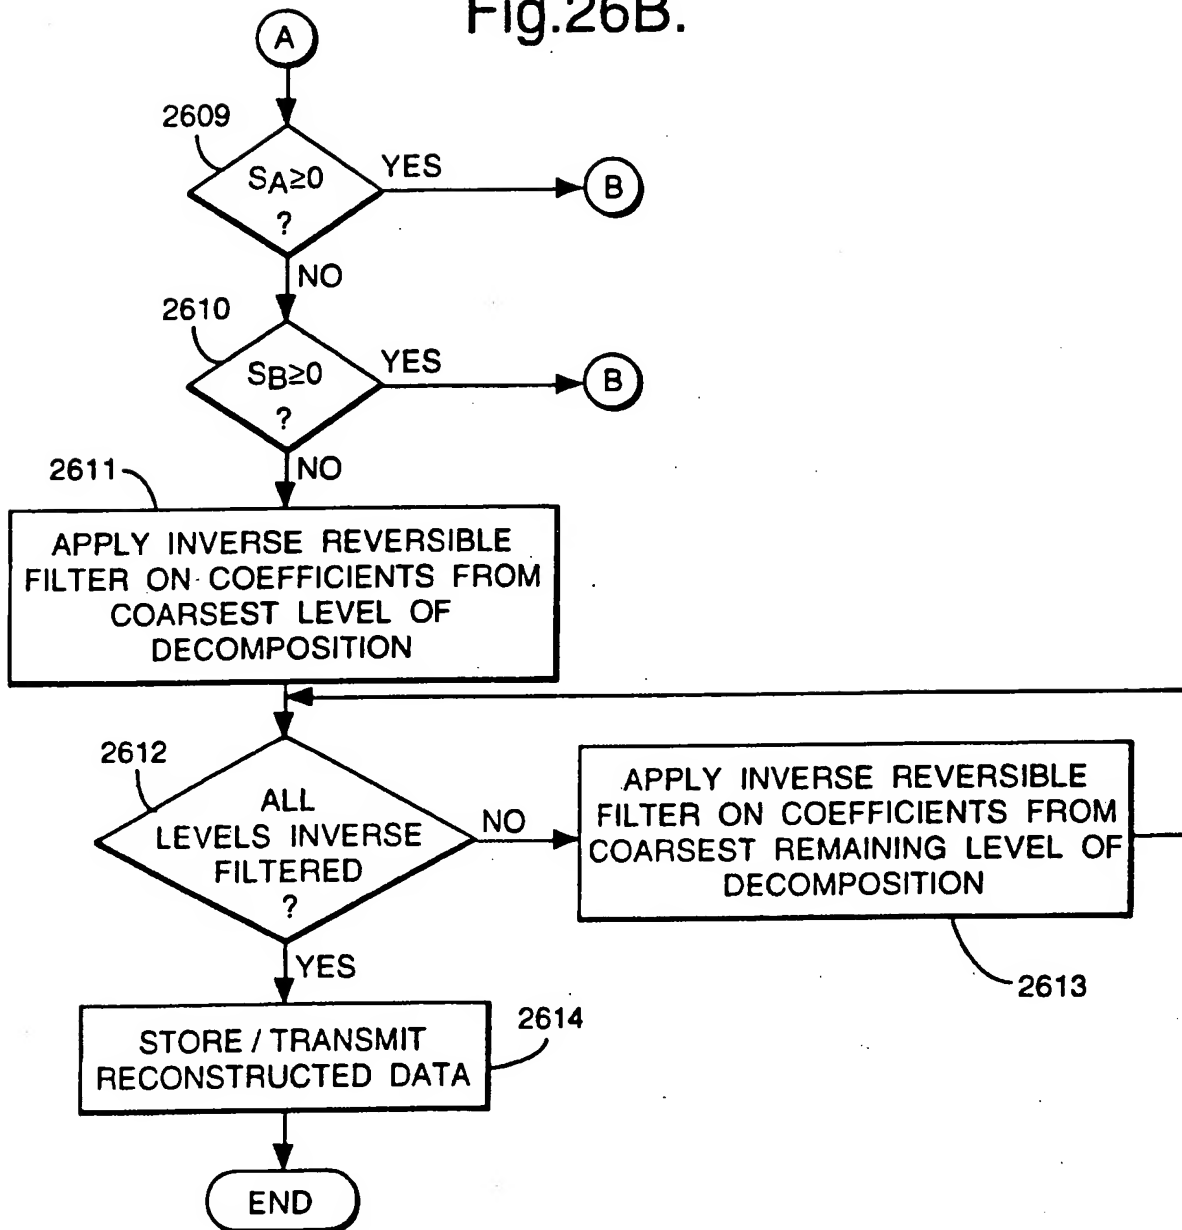 Fig.26B.
A
2609
SA≥0
?
YES
B
NO
2610
SB≥0
?
YES
B
NO
2611
APPLY INVERSE REVERSIBLE
FILTER ON COEFFICIENTS FROM
COARSEST LEVEL OF
DECOMPOSITION
2612
ALL
LEVELS INVERSE
FILTERED
?
NO
APPLY INVERSE REVERSIBLE
FILTER ON COEFFICIENTS FROM
COARSEST REMAINING LEVEL OF
DECOMPOSITION
2613
YES
STORE / TRANSMIT
RECONSTRUCTED DATA
2614
END